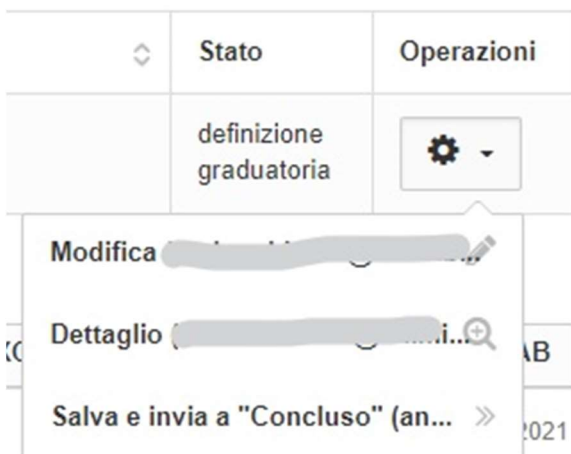 Stato Operazioni
definizione
graduatoria
Modifica
Dettaglio
AB
Salva e invia a "Concluso" (an...
2021